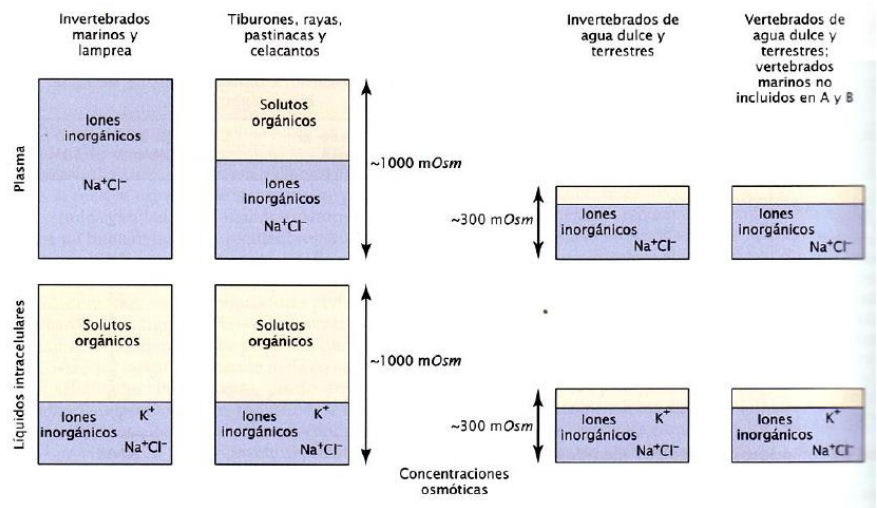 Invertebrados
marinos y
lamprea
Tiburones, rayas,
pastinacas y
celacantos
Invertebrados de
agua dulce y
terrestres
Vertebrados de
agua dulce y
terrestres;
vertebrados
marinos no
incluidos en A y B
Plasma
Iones
inorgánicos
Na⁺Cl⁻
Solutos
orgánicos
Iones
Inorgánicos
Na⁺Cl⁻
~1000 mOsm
~300 mOsm
Iones
inorgánicos
Na⁺Cl⁻
Iones
inorgánicos
Na⁺Cl⁻
Líquidos intracelulares
Solutos
orgánicos
Iones K⁺
inorgánicos
Na⁺Cl⁻
Solutos
orgánicos
Iones K⁺
inorgánicos
Na⁺Cl⁻
~1000 mOsm
~300 mOsm
Iones K⁺
inorgánicos
Na⁺Cl⁻
Iones K⁺
inorgánicos
Na⁺Cl⁻
Concentraciones
osmóticas